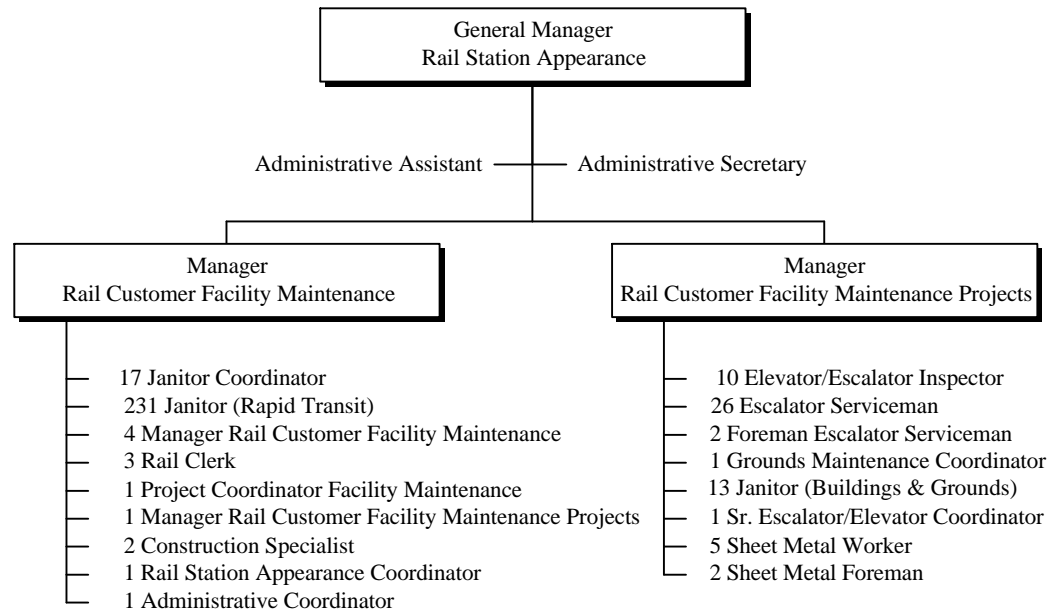 General Manager
Rail Station Appearance
Administrative Assistant
Administrative Secretary
Manager
Rail Customer Facility Maintenance
17 Janitor Coordinator
231 Janitor (Rapid Transit)
4 Manager Rail Customer Facility Maintenance
3 Rail Clerk
1 Project Coordinator Facility Maintenance
1 Manager Rail Customer Facility Maintenance Projects
2 Construction Specialist
1 Rail Station Appearance Coordinator
1 Administrative Coordinator
Manager
Rail Customer Facility Maintenance Projects
10 Elevator/Escalator Inspector
26 Escalator Serviceman
2 Foreman Escalator Serviceman
1 Grounds Maintenance Coordinator
13 Janitor (Buildings & Grounds)
1 Sr. Escalator/Elevator Coordinator
5 Sheet Metal Worker
2 Sheet Metal Foreman